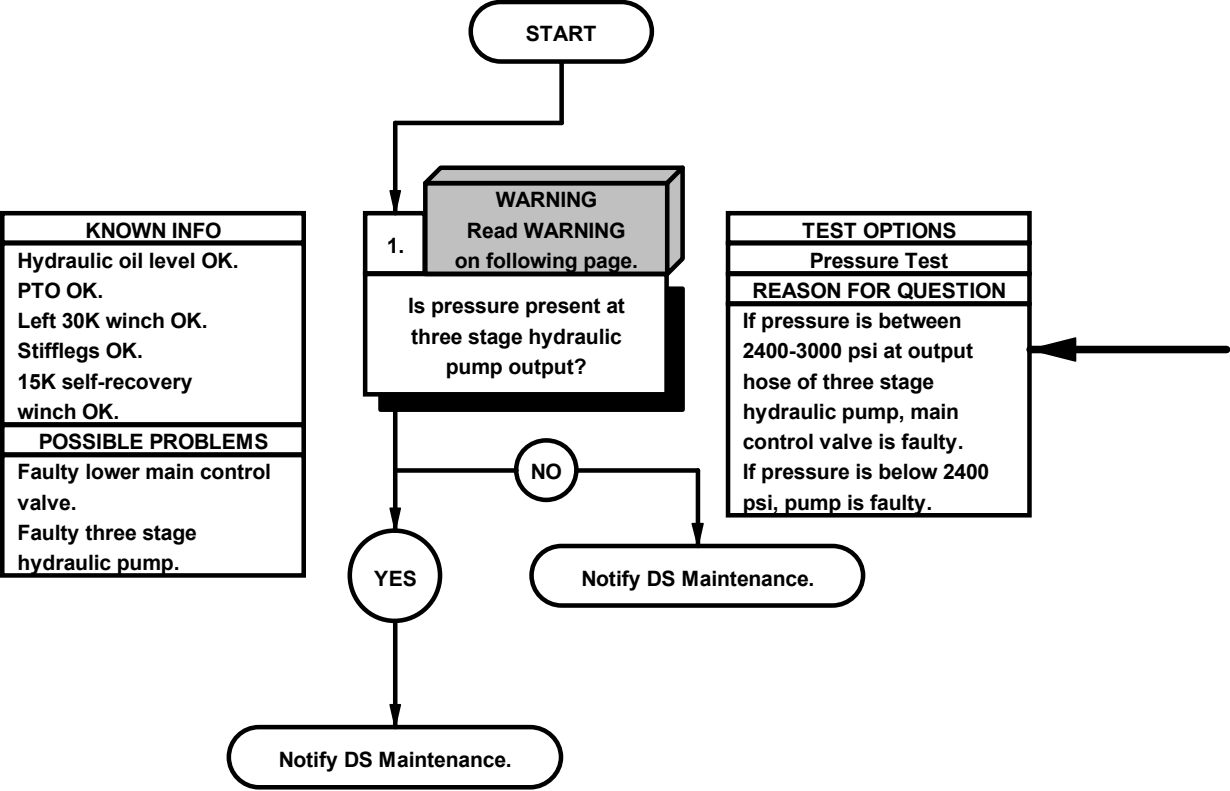 START
KNOWN INFO
Hydraulic oil level OK.
PTO OK.
Left 30K winch OK.
Stifflegs OK.
15K self-recovery
winch OK.
POSSIBLE PROBLEMS
Faulty lower main control
valve.
Faulty three stage
hydraulic pump.
1.
WARNING
Read WARNING
on following page.
Is pressure present at
three stage hydraulic
pump output?
TEST OPTIONS
Pressure Test
REASON FOR QUESTION
If pressure is between
2400-3000 psi at output
hose of three stage
hydraulic pump, main
control valve is faulty.
If pressure is below 2400
psi, pump is faulty.
NO
YES
Notify DS Maintenance.
Notify DS Maintenance.